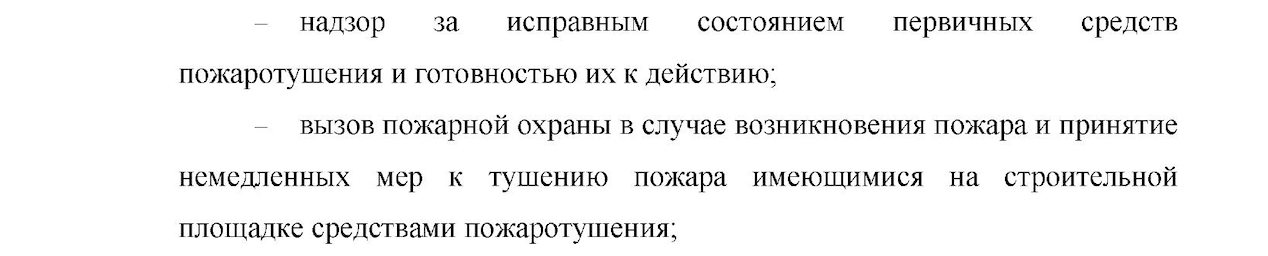 – надзор за исправным состоянием первичных средств
пожаротушения и готовностью их к действию;
– вызов пожарной охраны в случае возникновения пожара и принятие
немедленных мер к тушению пожара имеющимися на строительной
площадке средствами пожаротушения;